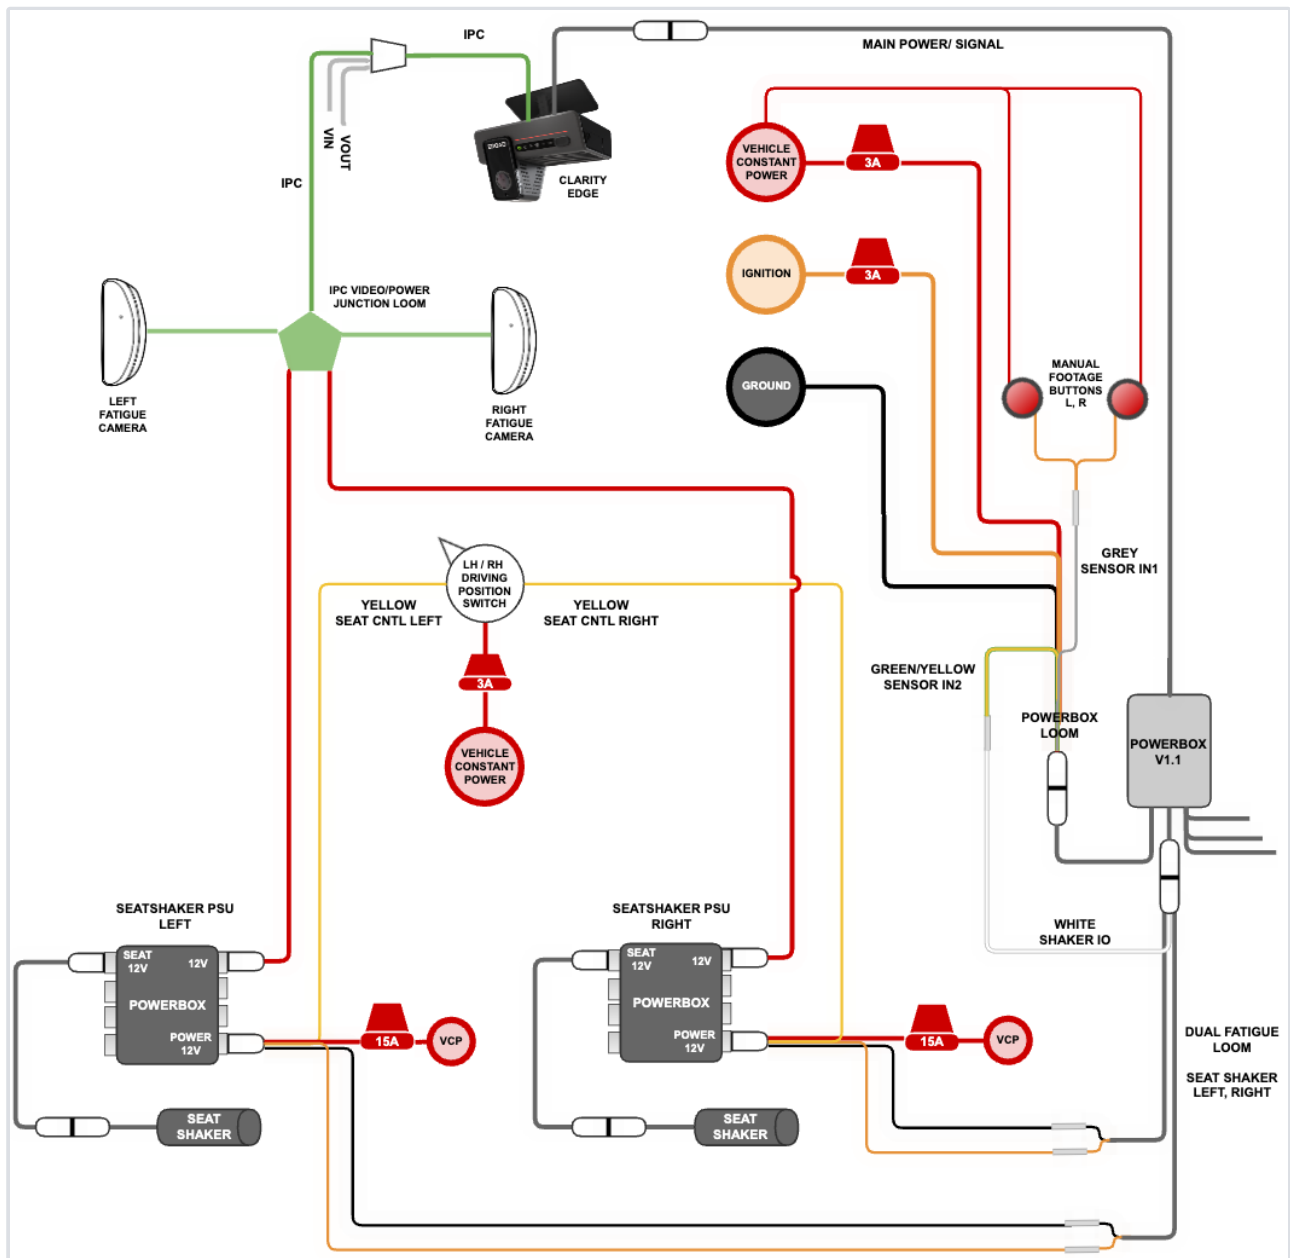 IPC
MAIN POWER/ SIGNAL
VIN
VOUT
IPC
CLARITY
EDGE
VEHICLE
CONSTANT
POWER
3A
IGNITION
3A
GROUND
IPC VIDEO/POWER
JUNCTION LOOM
LEFT
FATIGUE
CAMERA
RIGHT
FATIGUE
CAMERA
MANUAL
FOOTAGE
BUTTONS
L, R
GREY
SENSOR IN1
LH / RH
DRIVING
POSITION
SWITCH
YELLOW
SEAT CNTL LEFT
YELLOW
SEAT CNTL RIGHT
3A
VEHICLE
CONSTANT
POWER
GREEN/YELLOW
SENSOR IN2
POWERBOX
LOOM
POWERBOX
V1.1
WHITE
SHAKER IO
SEATSHAKER PSU
LEFT
SEAT
12V
12V
POWERBOX
POWER
12V
15A
VCP
SEAT
SHAKER
SEATSHAKER PSU
RIGHT
SEAT
12V
12V
POWERBOX
POWER
12V
15A
VCP
SEAT
SHAKER
DUAL FATIGUE
LOOM
SEAT SHAKER
LEFT, RIGHT